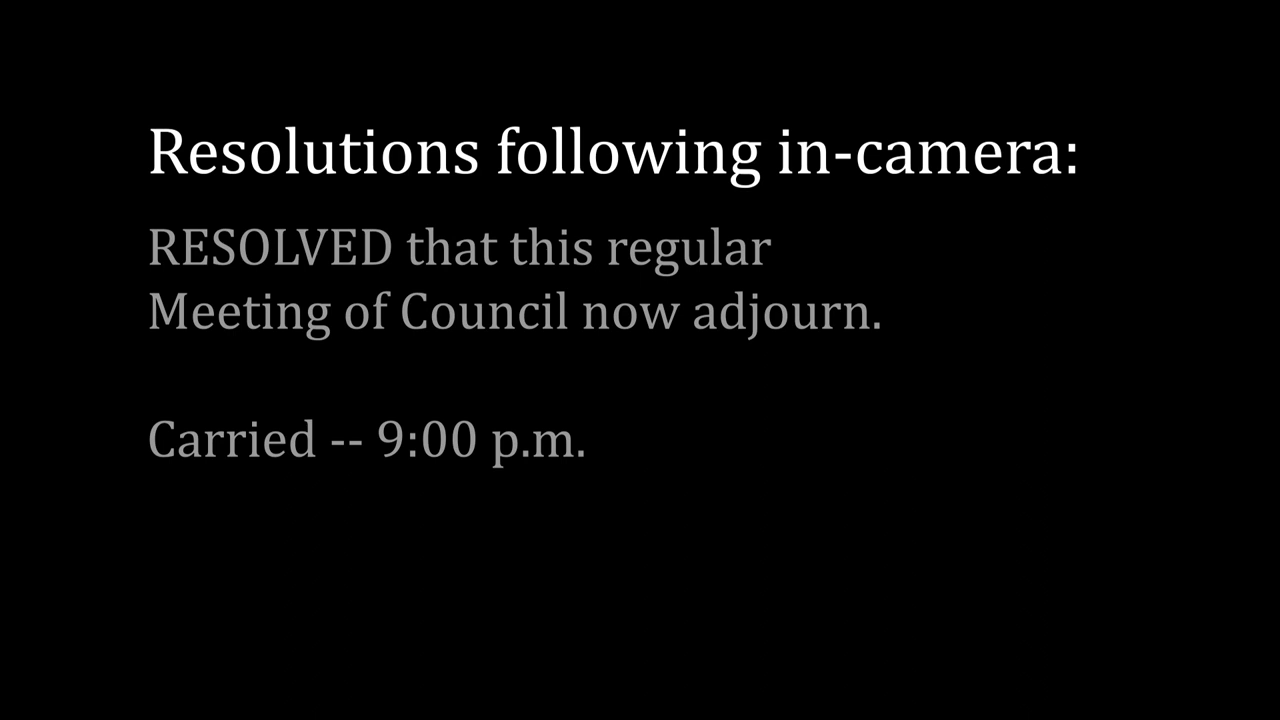 Resolutions following in-camera:
RESOLVED that this regular
Meeting of Council now adjourn.
Carried -- 9:00 p.m.